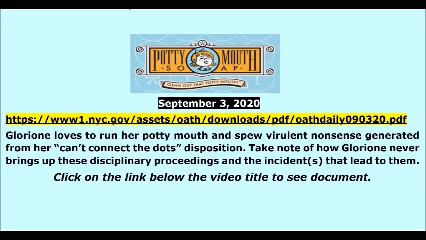 POTTY MOUTH
SOAP
CLEAN OUT THAT POTTY MOUTH!
September 3, 2020
https://www1.nyc.gov/assets/oath/downloads/pdf/oathdaily090320.pdf
Glorione loves to run her potty mouth and spew virulent nonsense generated
from her “can’t connect the dots” disposition. Take note of how Glorione never
brings up these disciplinary proceedings and the incident(s) that lead to them.
Click on the link below the video title to see document.